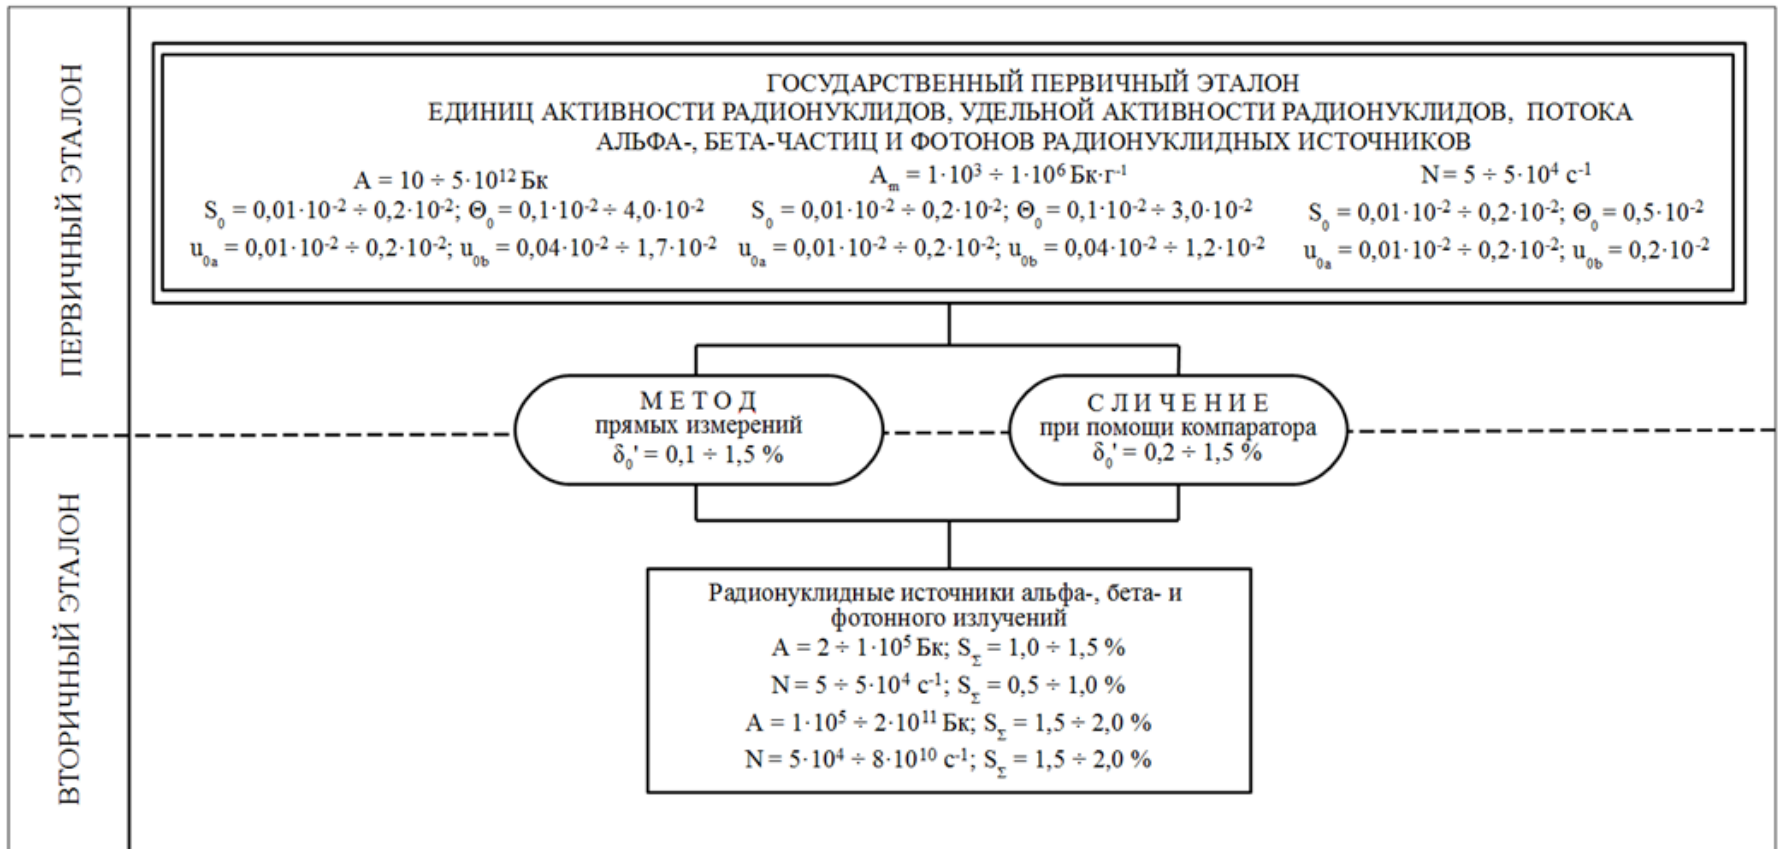 ПЕРВИЧНЫЙ ЭТАЛОН
ГОСУДАРСТВЕННЫЙ ПЕРВИЧНЫЙ ЭТАЛОН
ЕДИНИЦ АКТИВНОСТИ РАДИОНУКЛИДОВ, УДЕЛЬНОЙ АКТИВНОСТИ РАДИОНУКЛИДОВ, ПОТОКА
АЛЬФА-, БЕТА-ЧАСТИЦ И ФОТОНОВ РАДИОНУКЛИДНЫХ ИСТОЧНИКОВ
A = 10 ÷ 5·10¹² Бк
S₀ = 0,01·10⁻² ÷ 0,2·10⁻²; Θ₀ = 0,1·10⁻² ÷ 4,0·10⁻²
u₀ₐ = 0,01·10⁻² ÷ 0,2·10⁻²; u₀b = 0,04·10⁻² ÷ 1,7·10⁻²
Aₘ = 1·10³ ÷ 1·10⁶ Бк·г⁻¹
S₀ = 0,01·10⁻² ÷ 0,2·10⁻²; Θ₀ = 0,1·10⁻² ÷ 3,0·10⁻²
u₀ₐ = 0,01·10⁻² ÷ 0,2·10⁻²; u₀b = 0,04·10⁻² ÷ 1,2·10⁻²
N = 5 ÷ 5·10⁴ с⁻¹
S₀ = 0,01·10⁻² ÷ 0,2·10⁻²; Θ₀ = 0,5·10⁻²
u₀ₐ = 0,01·10⁻² ÷ 0,2·10⁻²; u₀b = 0,2·10⁻²
МЕТОД
прямых измерений
δ₀' = 0,1 ÷ 1,5 %
СЛИЧЕНИЕ
при помощи компаратора
δ₀' = 0,2 ÷ 1,5 %
ВТОРИЧНЫЙ ЭТАЛОН
Радионуклидные источники альфа-, бета- и
фотонного излучений
A = 2 ÷ 1·10⁵ Бк; S_Σ = 1,0 ÷ 1,5 %
N = 5 ÷ 5·10⁴ с⁻¹; S_Σ = 0,5 ÷ 1,0 %
A = 1·10⁵ ÷ 2·10¹¹ Бк; S_Σ = 1,5 ÷ 2,0 %
N = 5·10⁴ ÷ 8·10¹⁰ с⁻¹; S_Σ = 1,5 ÷ 2,0 %